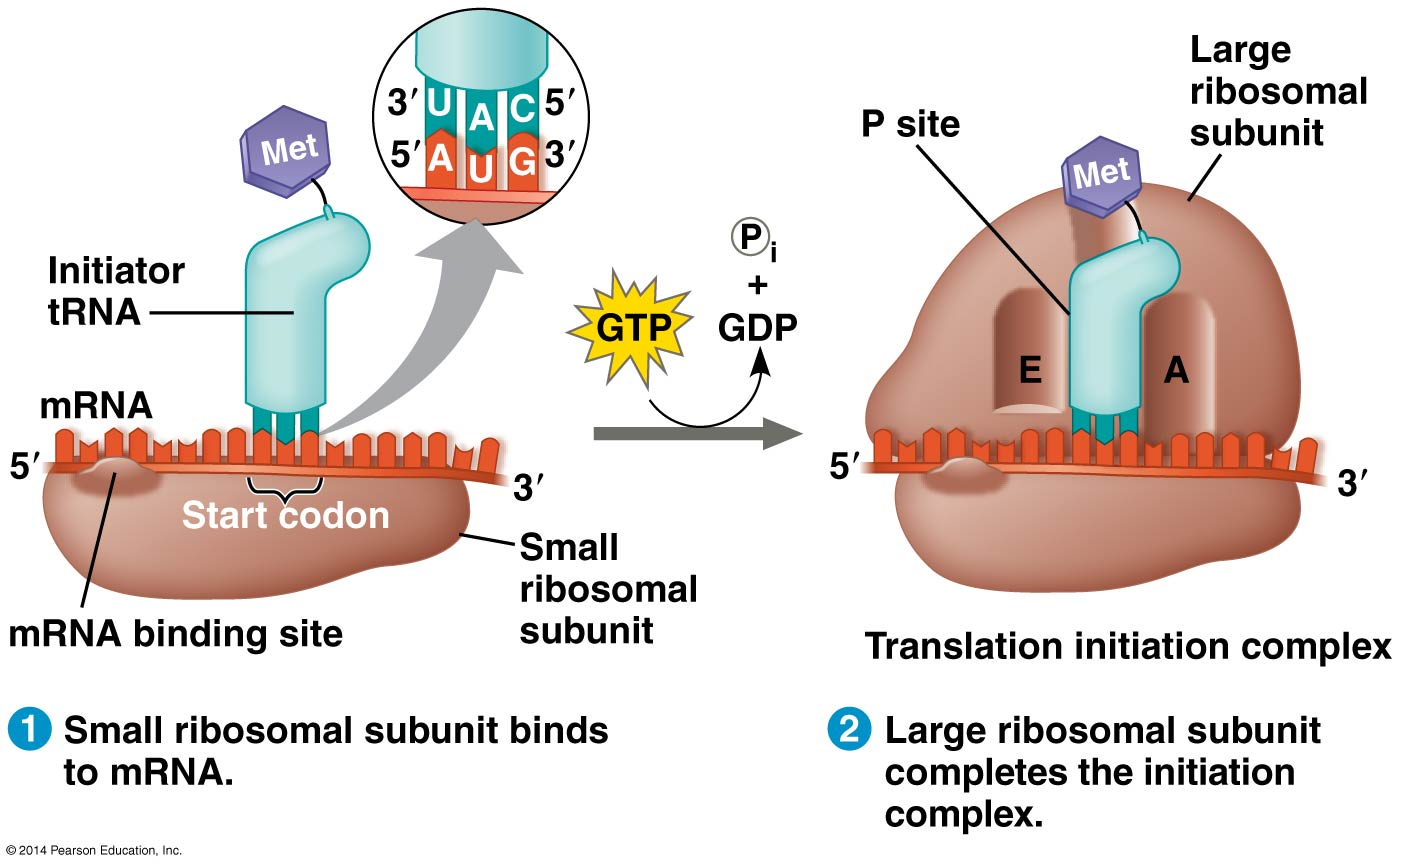 3′ U A C 5′
5′ A U G 3′
Met
Initiator
tRNA
mRNA
5′
3′
Start codon
Small
ribosomal
subunit
mRNA binding site
1 Small ribosomal subunit binds
to mRNA.
GTP
Pi
+
GDP
Large
ribosomal
subunit
P site
Met
E
A
5′
3′
Translation initiation complex
2 Large ribosomal subunit
completes the initiation
complex.
© 2014 Pearson Education, Inc.